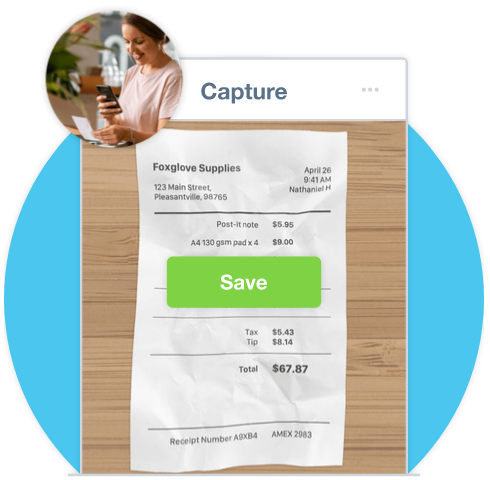 Capture
Foxglove Supplies
April 26
9:41 AM
Nathaniel H
123 Main Street,
Pleasantville, 98765
Post-it note $5.95
A4 130 gsm pad x 4 $9.00
Save
Tax $5.43
Tip $8.14
Total $67.87
Receipt Number A9XB4 AMEX 2983